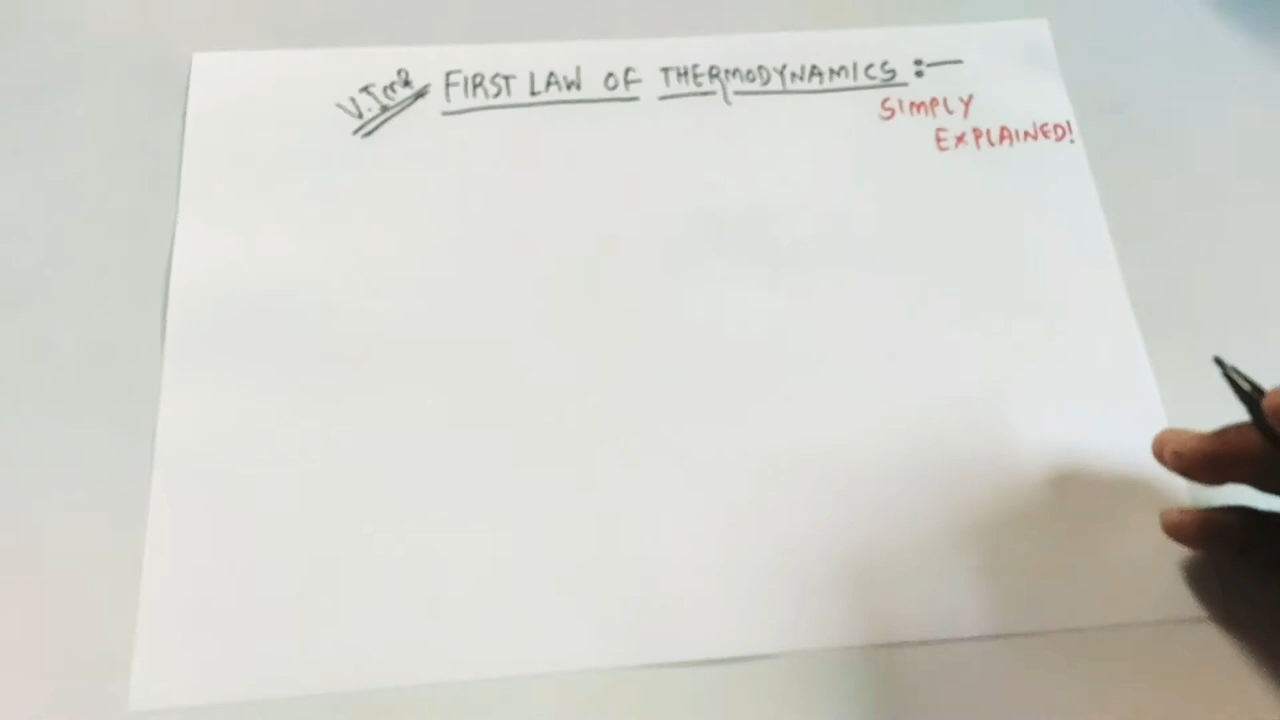 V. Imp FIRST LAW OF THERMODYNAMICS :—
SIMPLY
EXPLAINED!